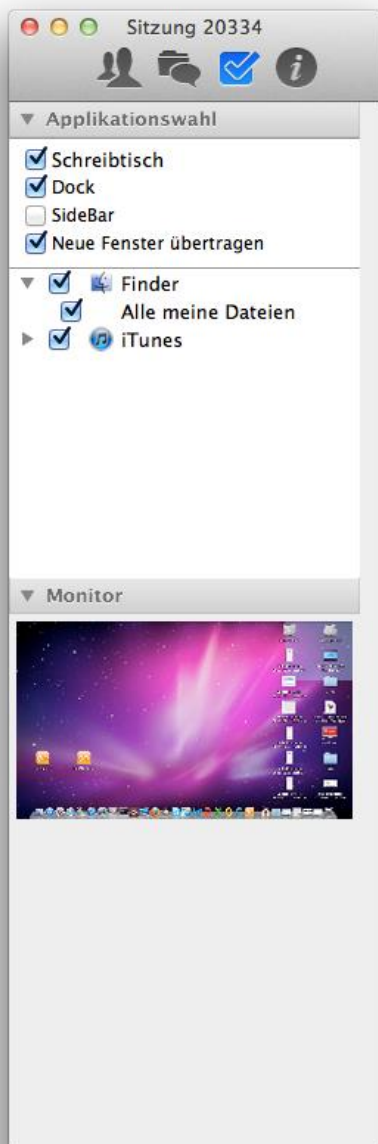 Sitzung 20334
Applikationswahl
Schreibtisch
Dock
SideBar
Neue Fenster übertragen
Finder
Alle meine Dateien
iTunes
Monitor